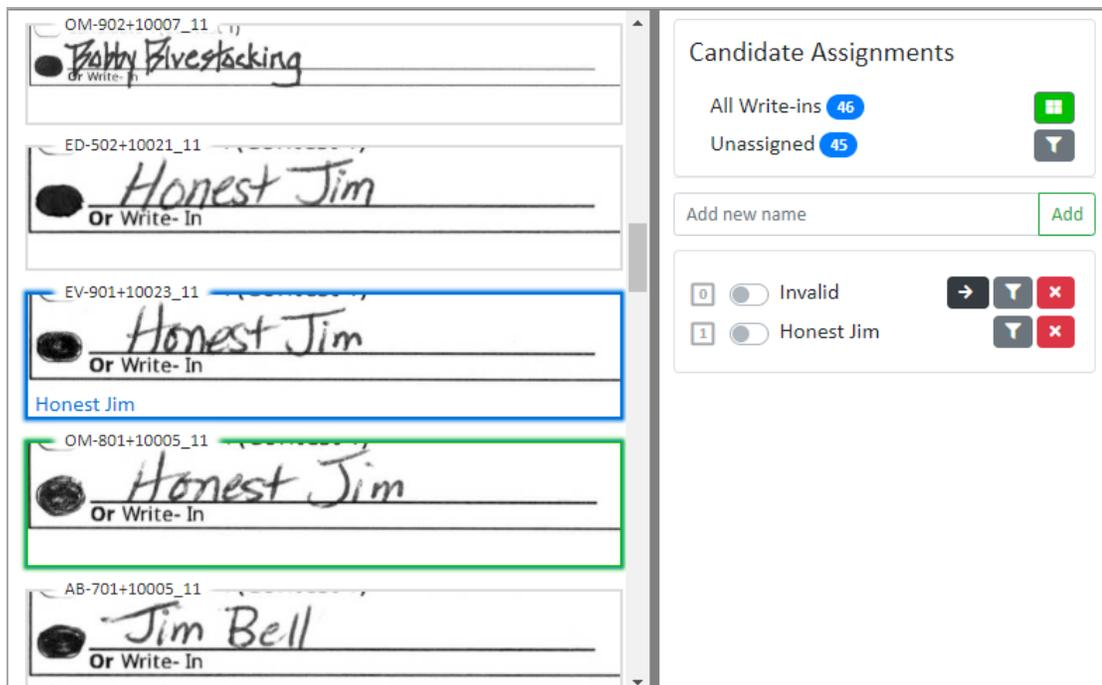 OM-902+10007_11
Bobby Blvestocking
Or Write- In
ED-502+10021_11
Honest Jim
Or Write- In
EV-901+10023_11
Honest Jim
Or Write- In
Honest Jim
OM-801+10005_11
Honest Jim
Or Write- In
AB-701+10005_11
Jim Bell
Or Write- In
Candidate Assignments
All Write-ins 46
Unassigned 45
Add new name Add
0 Invalid
1 Honest Jim